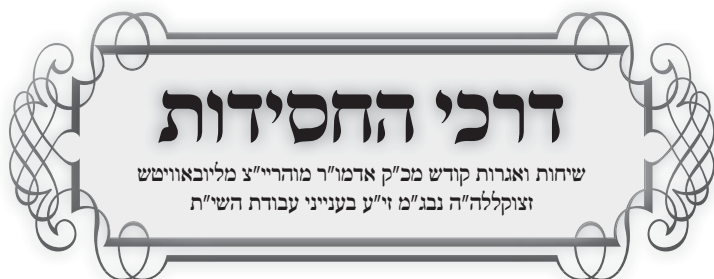 דרכי החסידות
שיחות ואגרות קודש מכ"ק אדמו"ר מוהריי"צ מליובאוויטש
זצוקללה"ה נבג"מ זי"ע בענייני עבודת השי"ת